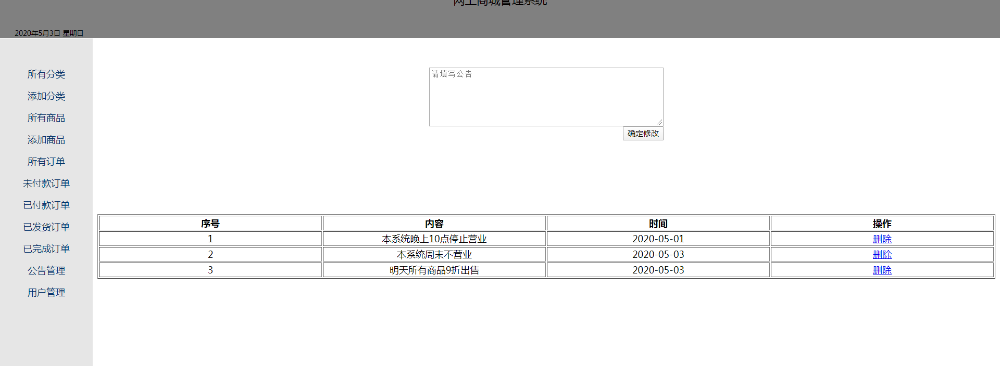 网上商城管理系统
2020年5月3日 星期日
所有分类
添加分类
所有商品
添加商品
所有订单
未付款订单
已付款订单
已发货订单
已完成订单
公告管理
用户管理
请填写公告
确定修改
序号 内容 时间 操作
1 本系统晚上10点停止营业 2020-05-01 删除
2 本系统周末不营业 2020-05-03 删除
3 明天所有商品9折出售 2020-05-03 删除